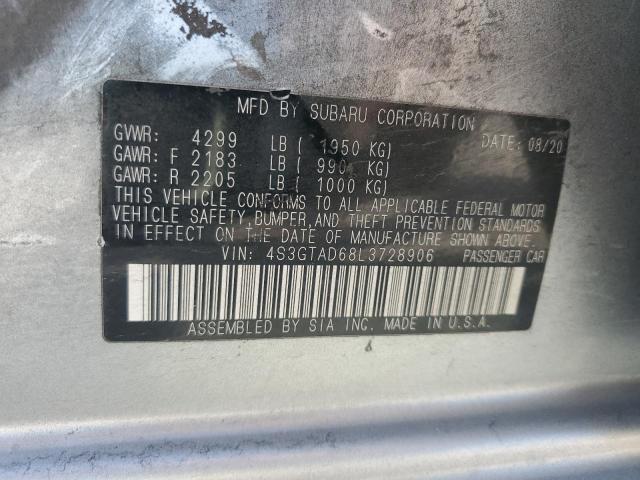 MFD BY SUBARU CORPORATION
GVWR: 4299 LB ( 1950 KG) DATE: 08/20
GAWR: F 2183 LB ( 990 KG)
GAWR: R 2205 LB ( 1000 KG)
THIS VEHICLE CONFORMS TO ALL APPLICABLE FEDERAL MOTOR
VEHICLE SAFETY, BUMPER, AND THEFT PREVENTION STANDARDS
IN EFFECT ON THE DATE OF MANUFACTURE SHOWN ABOVE.
VIN: 4S3GTAD68L3728906 PASSENGER CAR
ASSEMBLED BY SIA INC. MADE IN U.S.A.